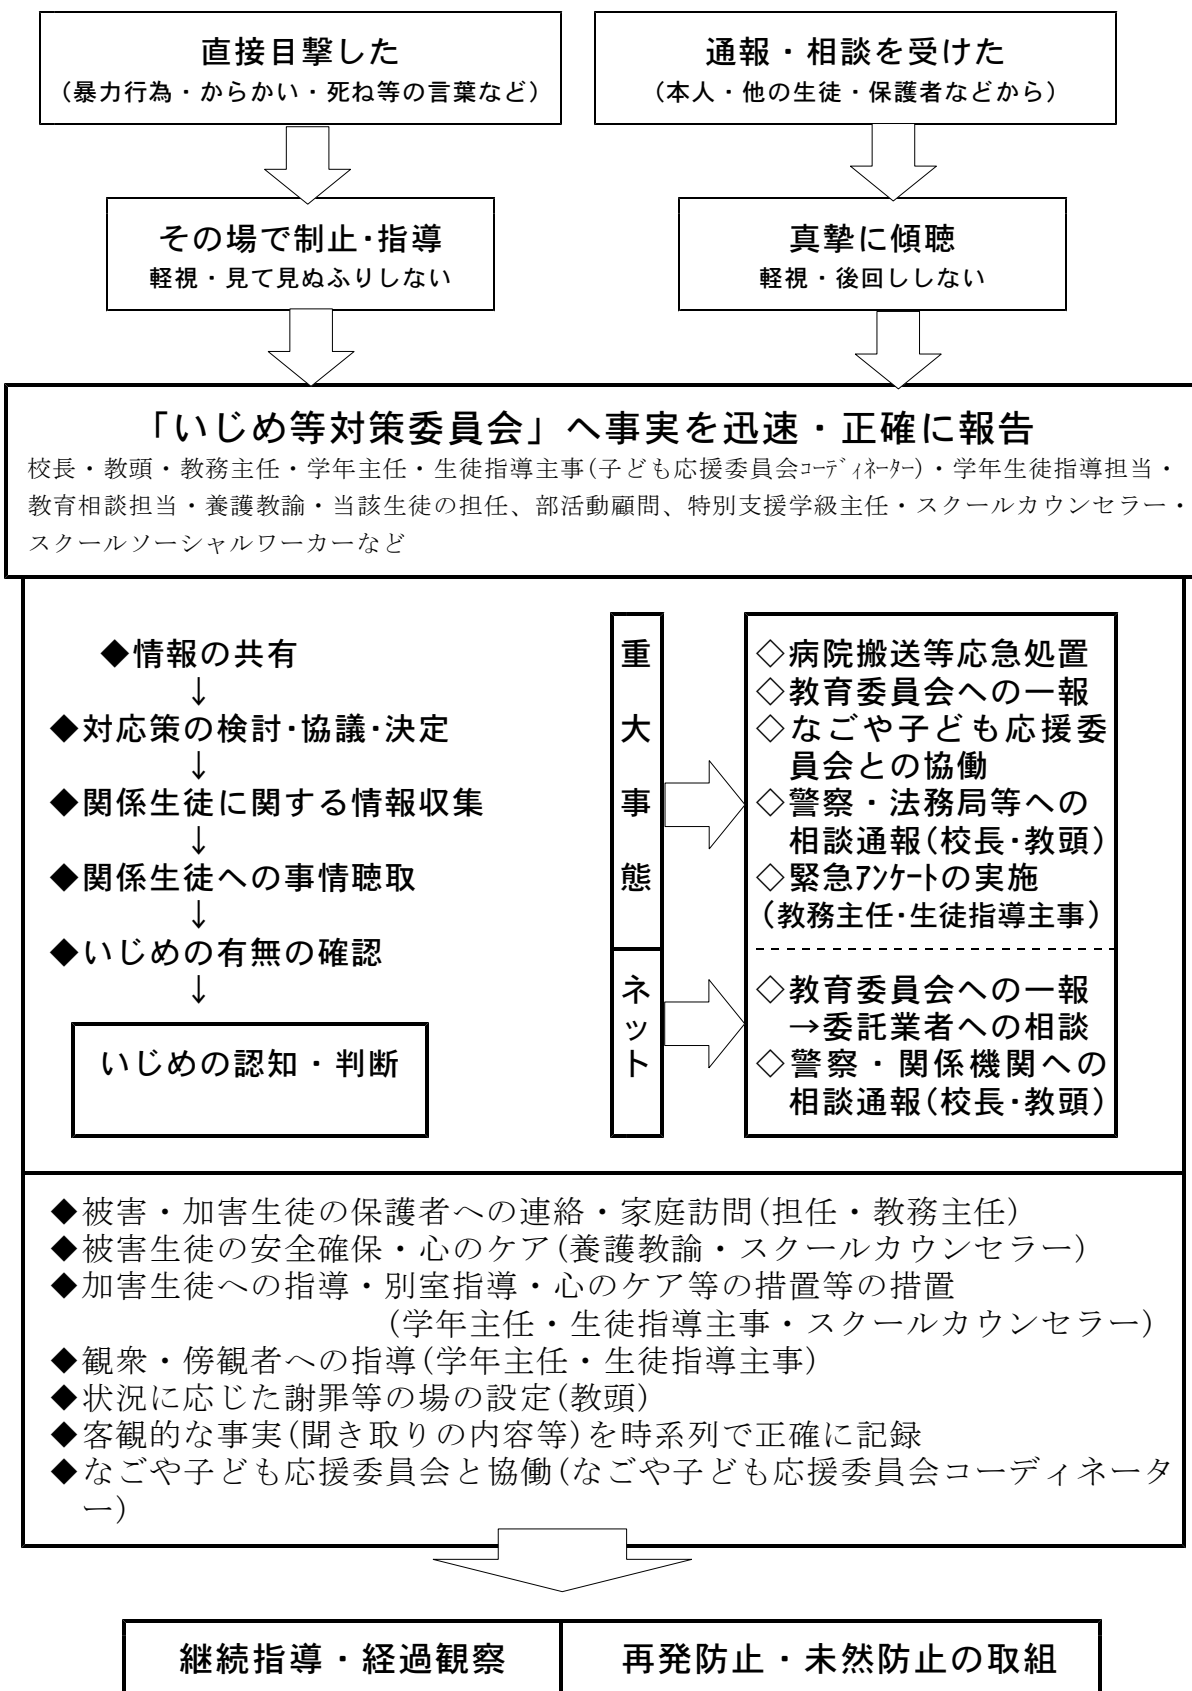 直接目撃した
（暴力行為・からかい・死ね等の言葉など）
通報・相談を受けた
（本人・他の生徒・保護者などから）
その場で制止･指導
軽視・見て見ぬふりしない
真摯に傾聴
軽視・後回ししない
「いじめ等対策委員会」へ事実を迅速・正確に報告
校長・教頭・教務主任・学年主任・生徒指導主事(子ども応援委員会ｺｰﾃﾞｨﾈｰﾀｰ)・学年生徒指導担当・
教育相談担当・養護教諭・当該生徒の担任、部活動顧問、特別支援学級主任・スクールカウンセラー・
スクールソーシャルワーカーなど
◆情報の共有
↓
◆対応策の検討･協議･決定
↓
◆関係生徒に関する情報収集
↓
◆関係生徒への事情聴取
↓
◆いじめの有無の確認
↓
いじめの認知・判断
重
大
事
態
ネ
ッ
ト
◇病院搬送等応急処置
◇教育委員会への一報
◇なごや子ども応援委
員会との協働
◇警察・法務局等への
相談通報(校長･教頭)
◇緊急ｱﾝｹｰﾄの実施
(教務主任･生徒指導主事)
◇教育委員会への一報
→委託業者への相談
◇警察・関係機関への
相談通報(校長･教頭)
◆被害・加害生徒の保護者への連絡・家庭訪問(担任・教務主任)
◆被害生徒の安全確保・心のケア(養護教諭・スクールカウンセラー)
◆加害生徒への指導・別室指導・心のケア等の措置等の措置
(学年主任・生徒指導主事・スクールカウンセラー)
◆観衆・傍観者への指導(学年主任・生徒指導主事)
◆状況に応じた謝罪等の場の設定(教頭)
◆客観的な事実(聞き取りの内容等)を時系列で正確に記録
◆なごや子ども応援委員会と協働(なごや子ども応援委員会コーディネータ
ー)
継続指導・経過観察
再発防止・未然防止の取組